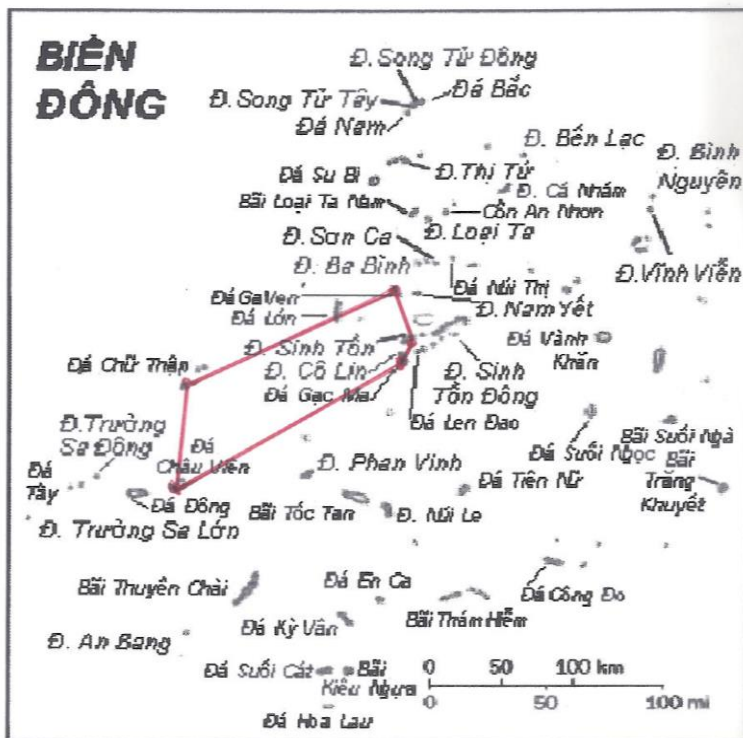 BIỂN
ĐÔNG
Đ. Song Tử Đông
Đ. Song Tử Tây
Đá Bắc
Đá Nam
Đ. Bến Lạc
Đ. Bình
Nguyên
Đá Su Bi
Đ. Thị Tứ
Đ. Cá Nhám
Bãi Loại Ta Nam
Cồn An Nhơn
Đ. Loại Ta
Đ. Sơn Ca
Đ. Ba Bình
Đ. Vĩnh Viễn
Đá Núi Thị
Đá GaVen
Đ. Nam Yết
Đá Lớn
Đ. Sinh Tồn
Đá Vành
Khăn
Đ. Cô Lin
Đ. Sinh
Tồn Đông
Đá Chữ Thập
Đá Gạc Ma
Đá Len Đao
Đ. Trường
Sa Đông
Đá
Châu Viên
Đá Suối Ngọc
Bãi Suối Ngà
Bãi
Trăng
Khuyết
Đ. Phan Vinh
Đá Tiên Nữ
Đá
Tây
Đá Đông
Bãi Tốc Tan
Đ. Núi Le
Đ. Trường Sa Lớn
Bãi Thuyền Chài
Đá En Ca
Đá Công Đo
Bãi Thám Hiểm
Đá Kỳ Vân
Đ. An Bang
Đá Suối Cát
Bãi
Kiêu Ngựa
Đá Hoa Lau
0 50 100 km
0 50 100 mi